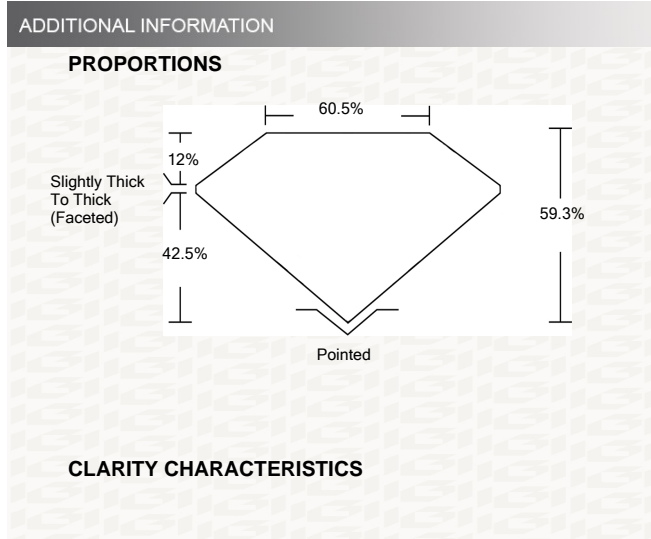 ADDITIONAL INFORMATION
PROPORTIONS
60.5%
12%
Slightly Thick
To Thick
(Faceted)
59.3%
42.5%
Pointed
CLARITY CHARACTERISTICS